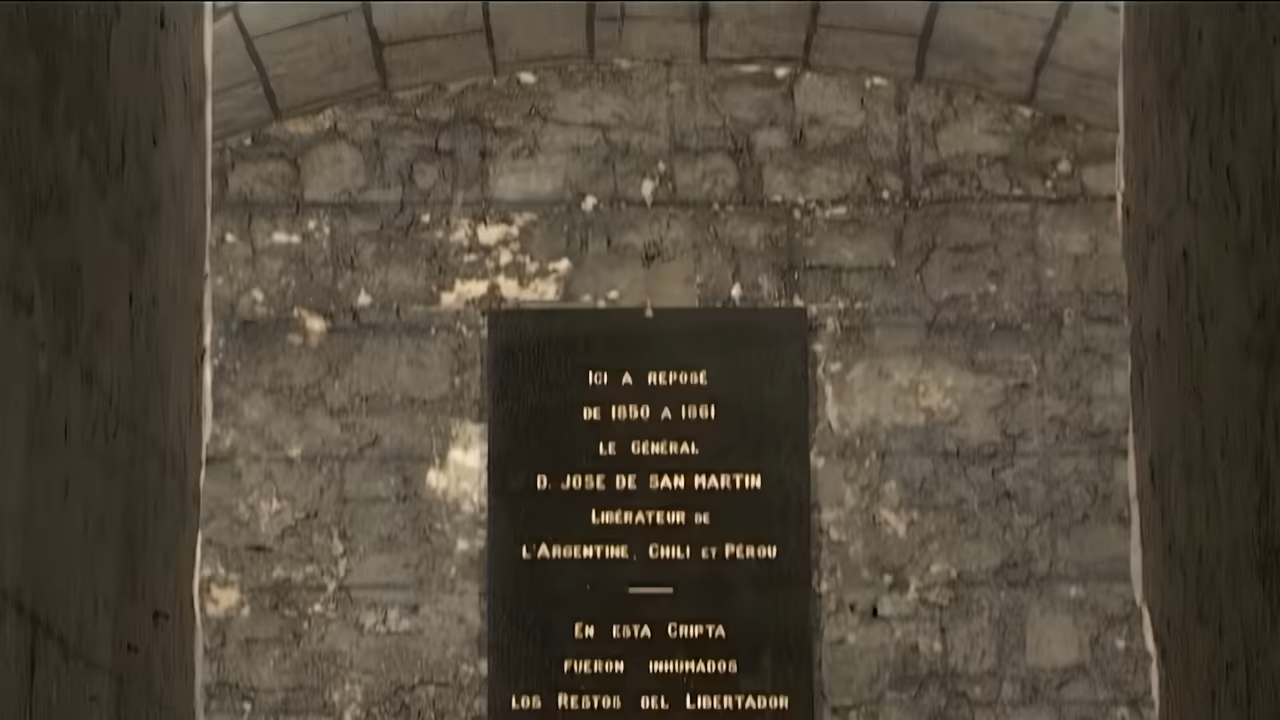 ICI A REPOSÉ
DE 1850 A 1861
LE GÉNÉRAL
D. JOSE DE SAN MARTIN
LIBÉRATEUR DE
L'ARGENTINE, CHILI ET PÉROU
EN ESTA CRIPTA
FUERON INHUMADOS
LOS RESTOS DEL LIBERTADOR